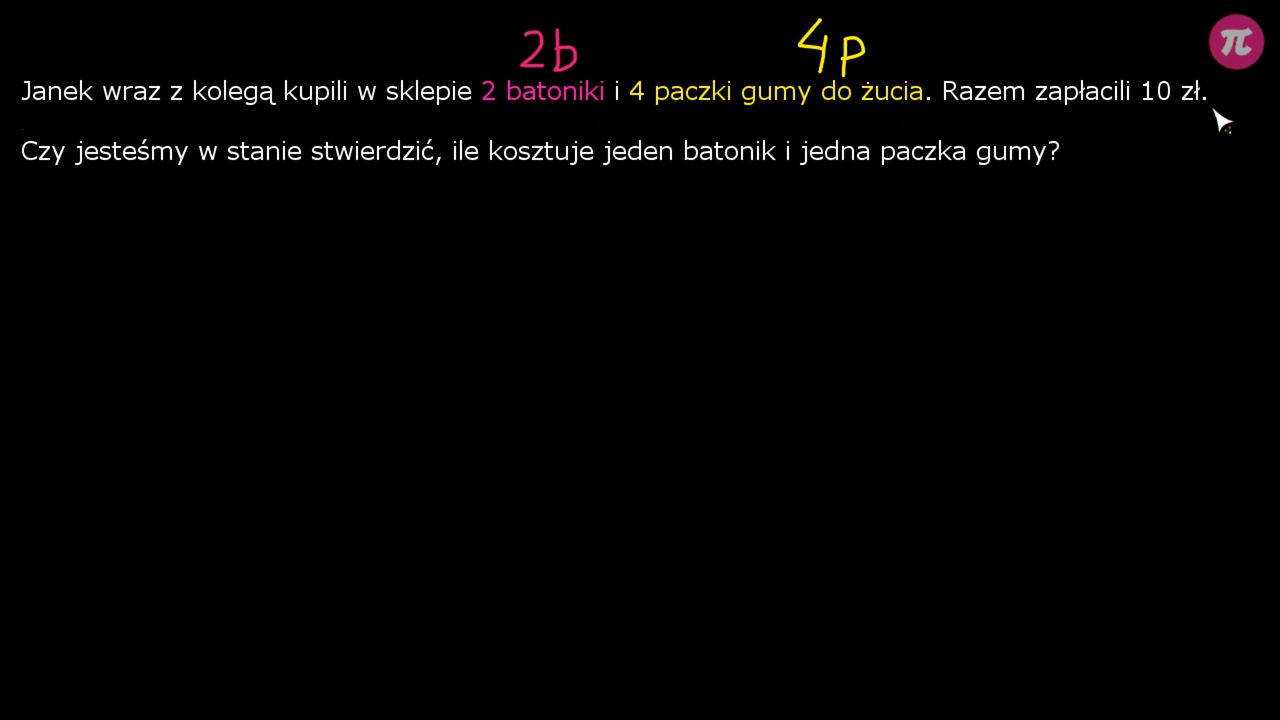 2b 4p
Janek wraz z kolegą kupili w sklepie 2 batoniki i 4 paczki gumy do żucia. Razem zapłacili 10 zł.
Czy jesteśmy w stanie stwierdzić, ile kosztuje jeden batonik i jedna paczka gumy?
π